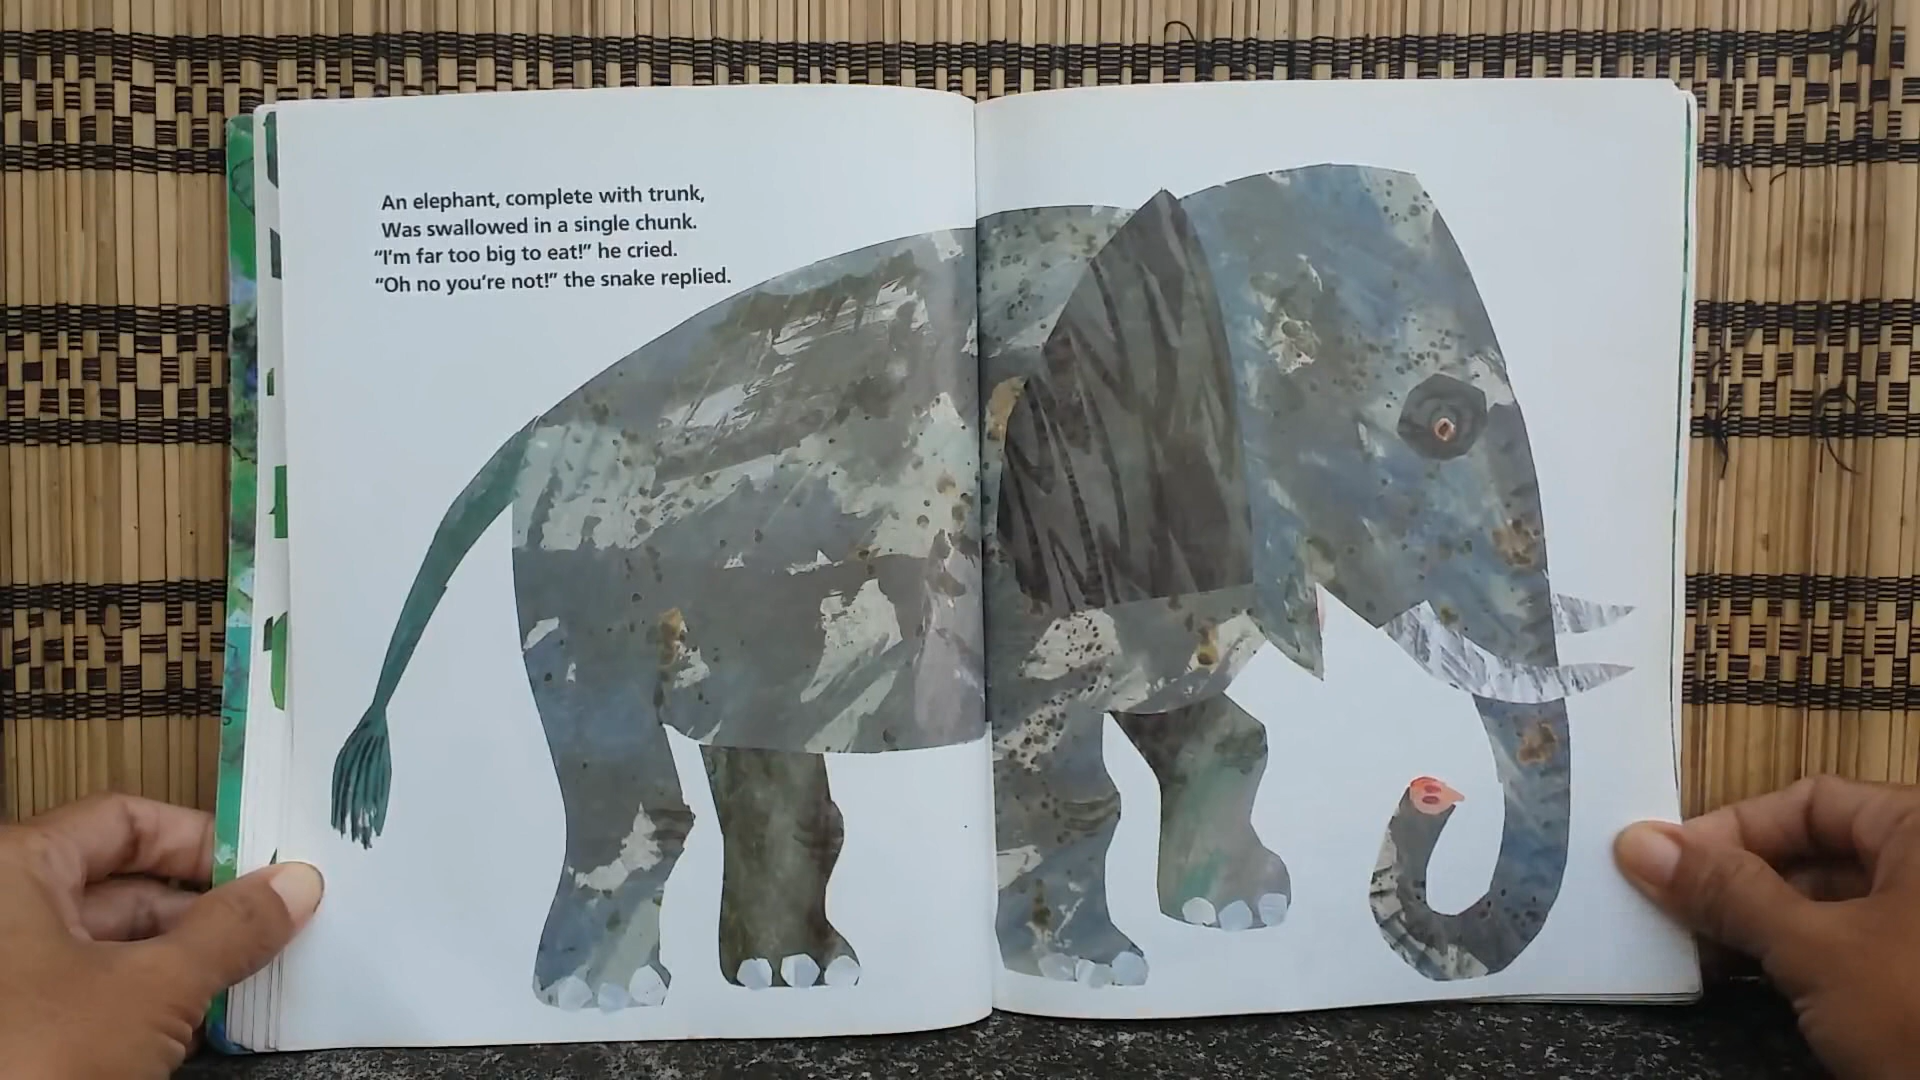 An elephant, complete with trunk,
Was swallowed in a single chunk.
“I'm far too big to eat!” he cried.
“Oh no you're not!” the snake replied.